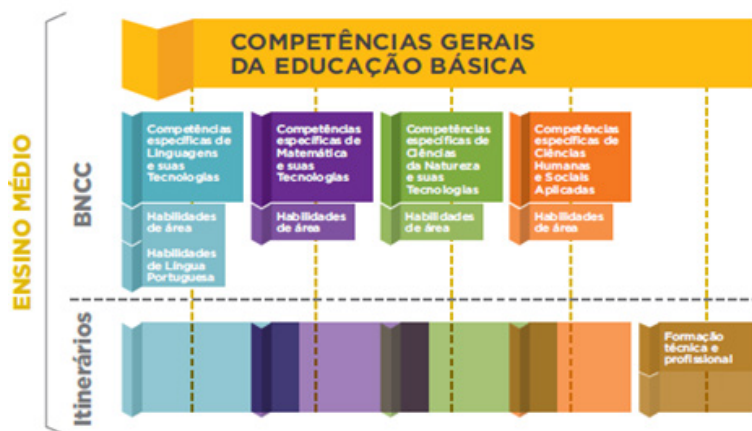 COMPETÊNCIAS GERAIS
DA EDUCAÇÃO BÁSICA
ENSINO MÉDIO
BNCC
Competências
específicas de
Linguagens
e suas
Tecnologias
Habilidades
de área
Habilidades
de Língua
Portuguesa
Competências
específicas de
Matemática
e suas
Tecnologias
Habilidades
de área
Competências
específicas de
Ciências
da Natureza
e suas
Tecnologias
Habilidades
de área
Competências
específicas de
Ciências
Humanas
e Sociais
Aplicadas
Habilidades
de área
Itinerários
Formação
técnica e
profissional